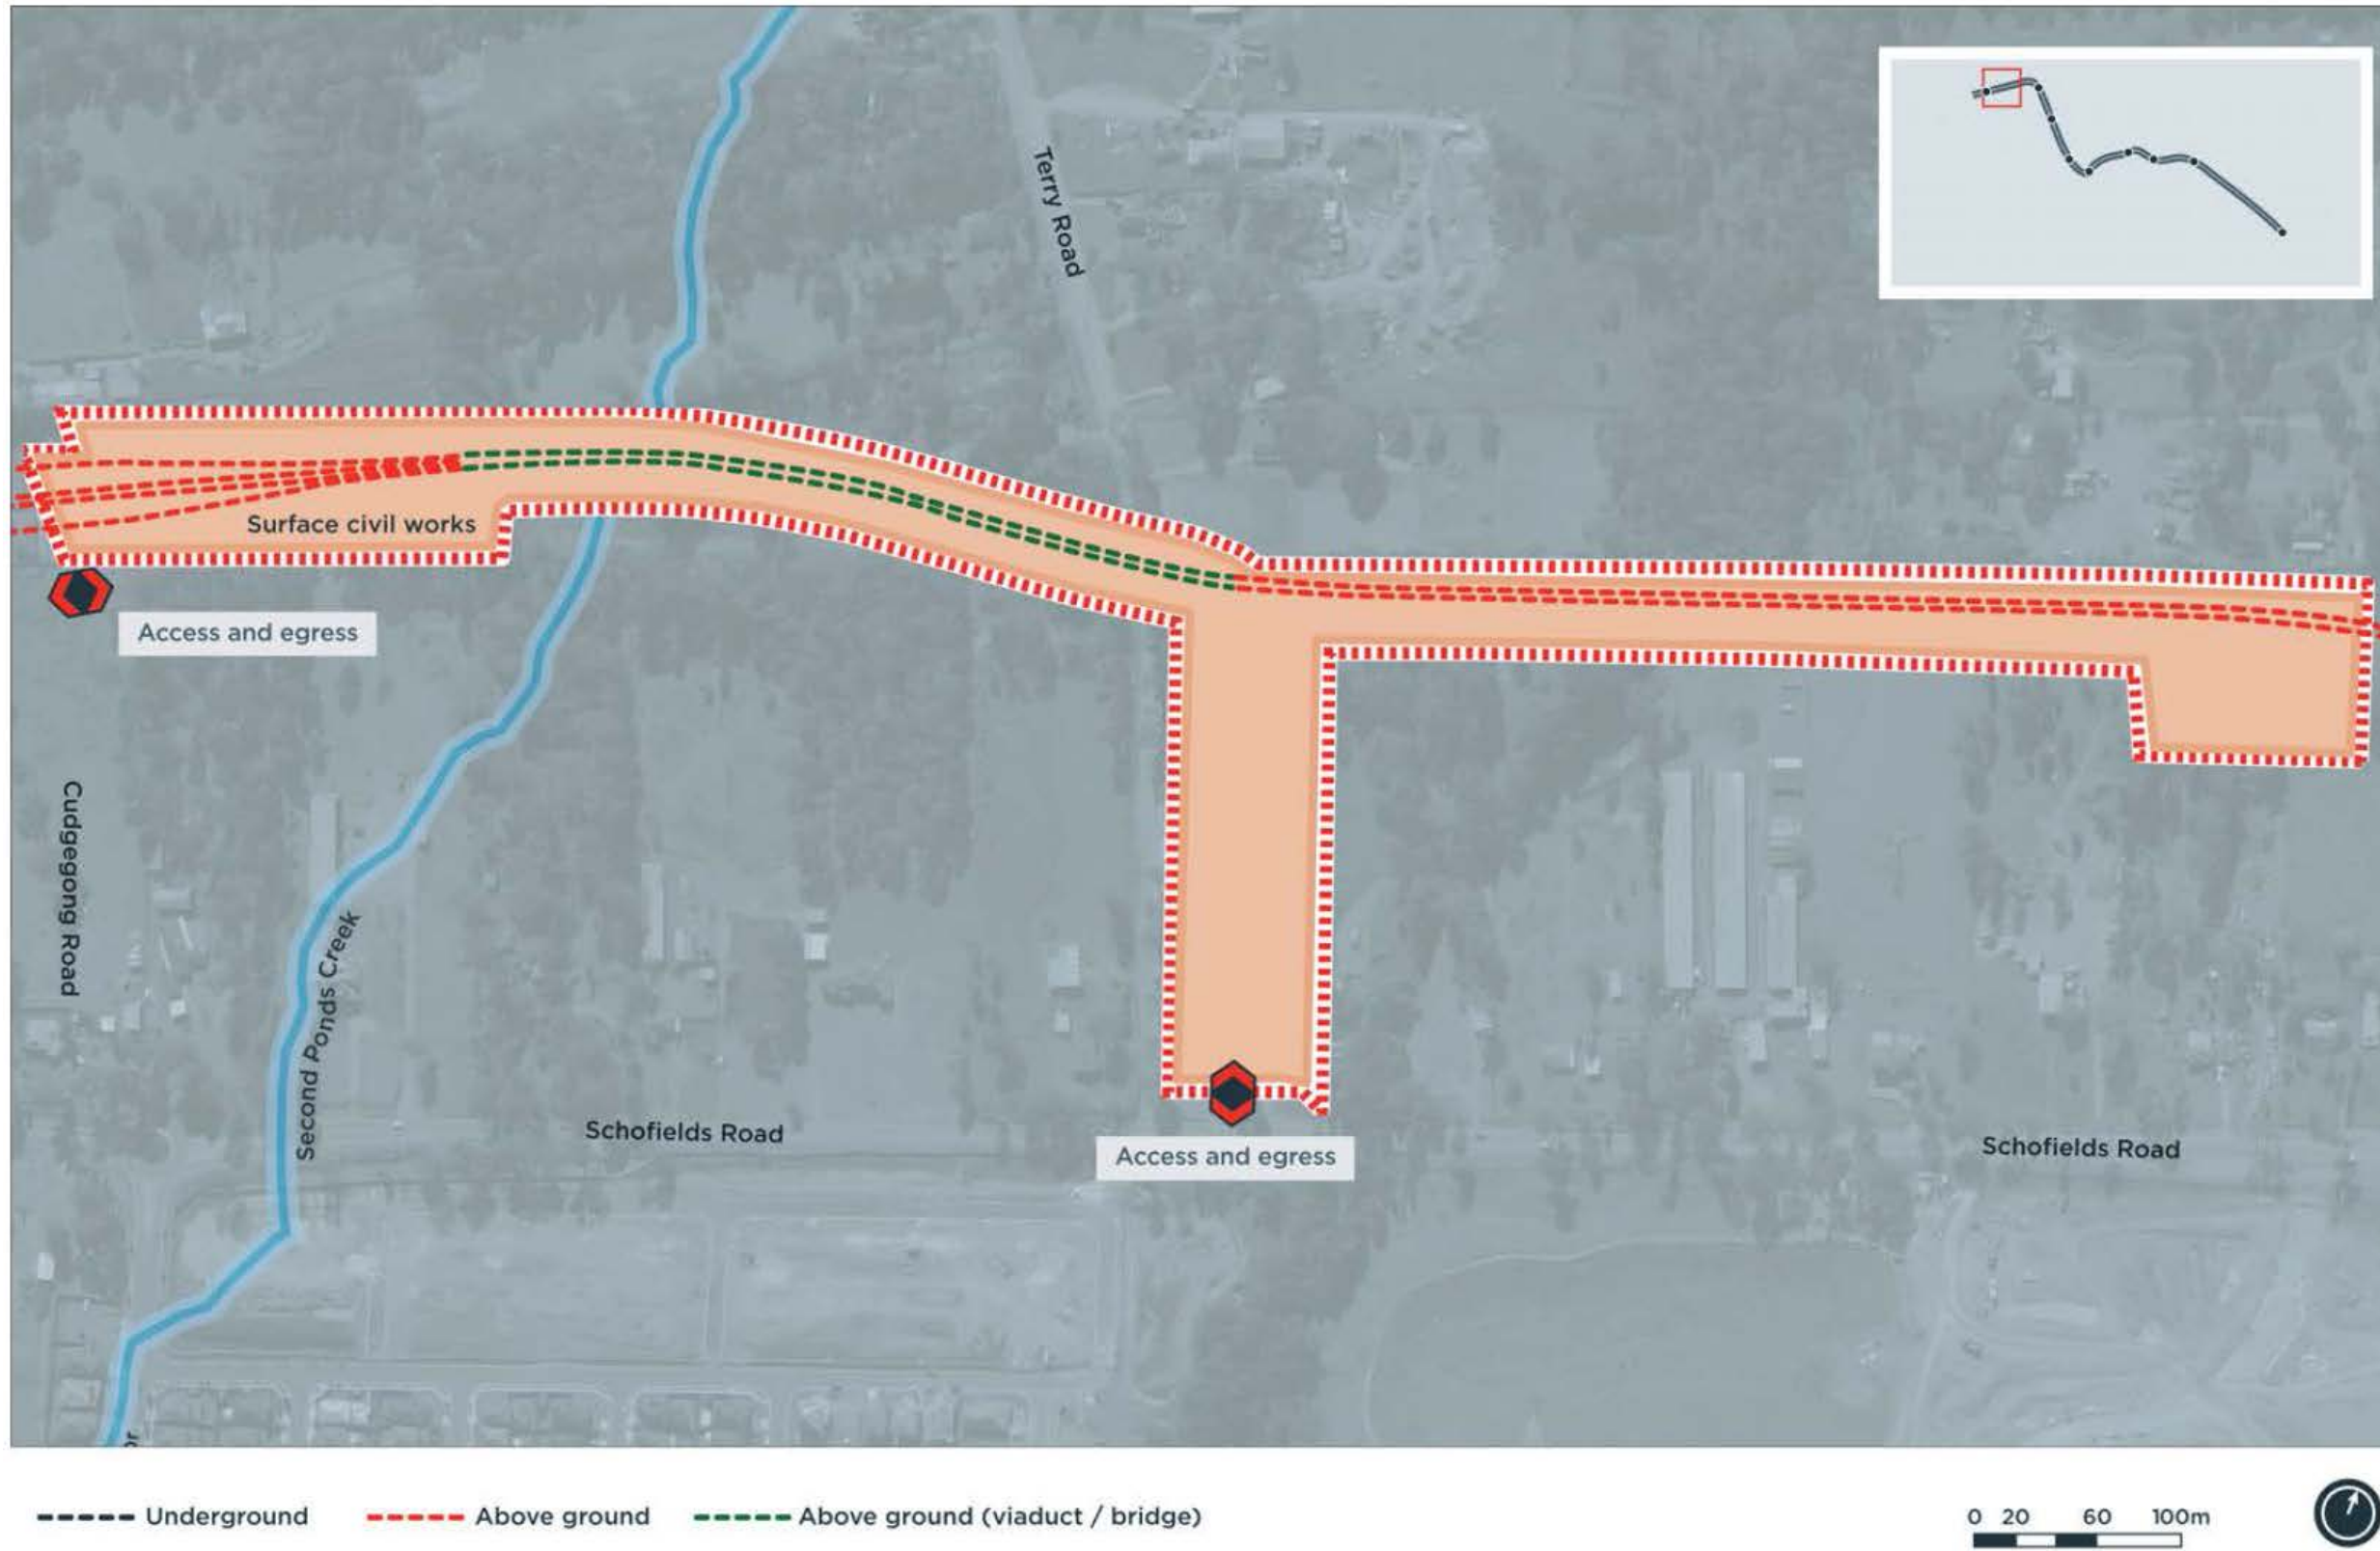 Terry Road
Surface civil works
Access and egress
Cudgegong Road
Second Ponds Creek
Schofields Road
Access and egress
Schofields Road
or
Underground
Above ground
Above ground (viaduct / bridge)
0 20 60 100m